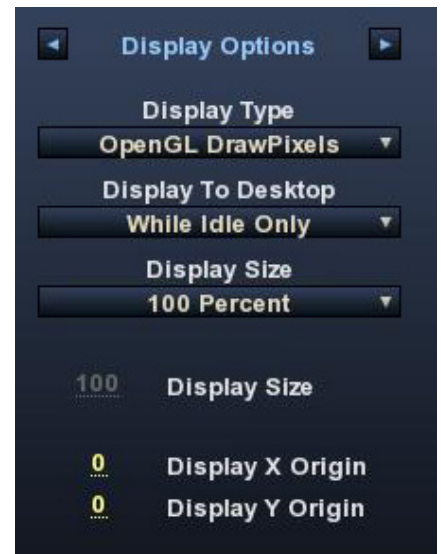 Display Options
Display Type
OpenGL DrawPixels
Display To Desktop
While Idle Only
Display Size
100 Percent
100 Display Size
0 Display X Origin
0 Display Y Origin